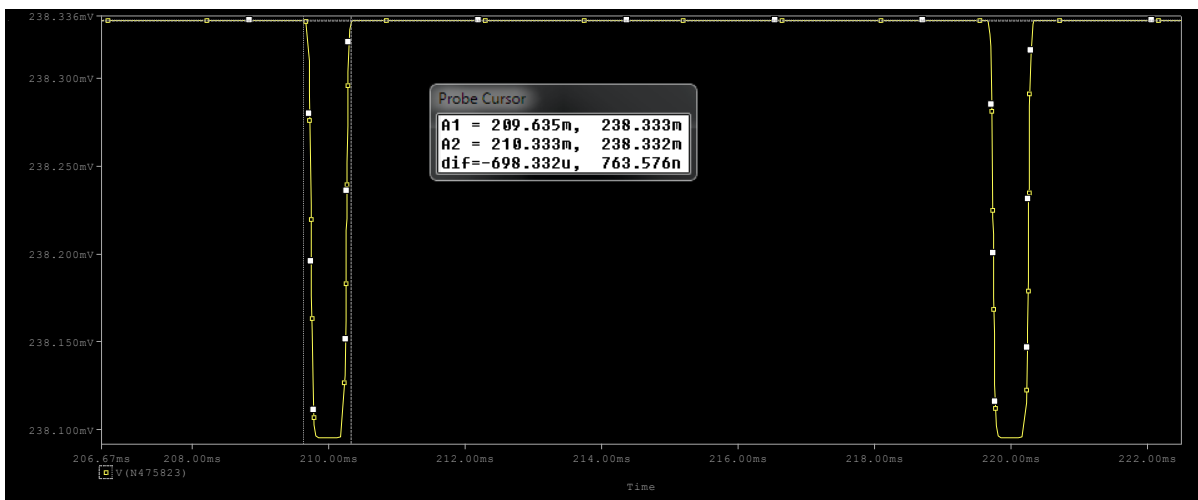 238.336mV
238.300mV
238.250mV
238.200mV
238.150mV
238.100mV
Probe Cursor
A1 = 209.635m, 238.333m
A2 = 210.333m, 238.332m
dif=-698.332u, 763.576n
206.67ms 208.00ms 210.00ms 212.00ms 214.00ms 216.00ms 218.00ms 220.00ms 222.00ms
V(N475823)
Time